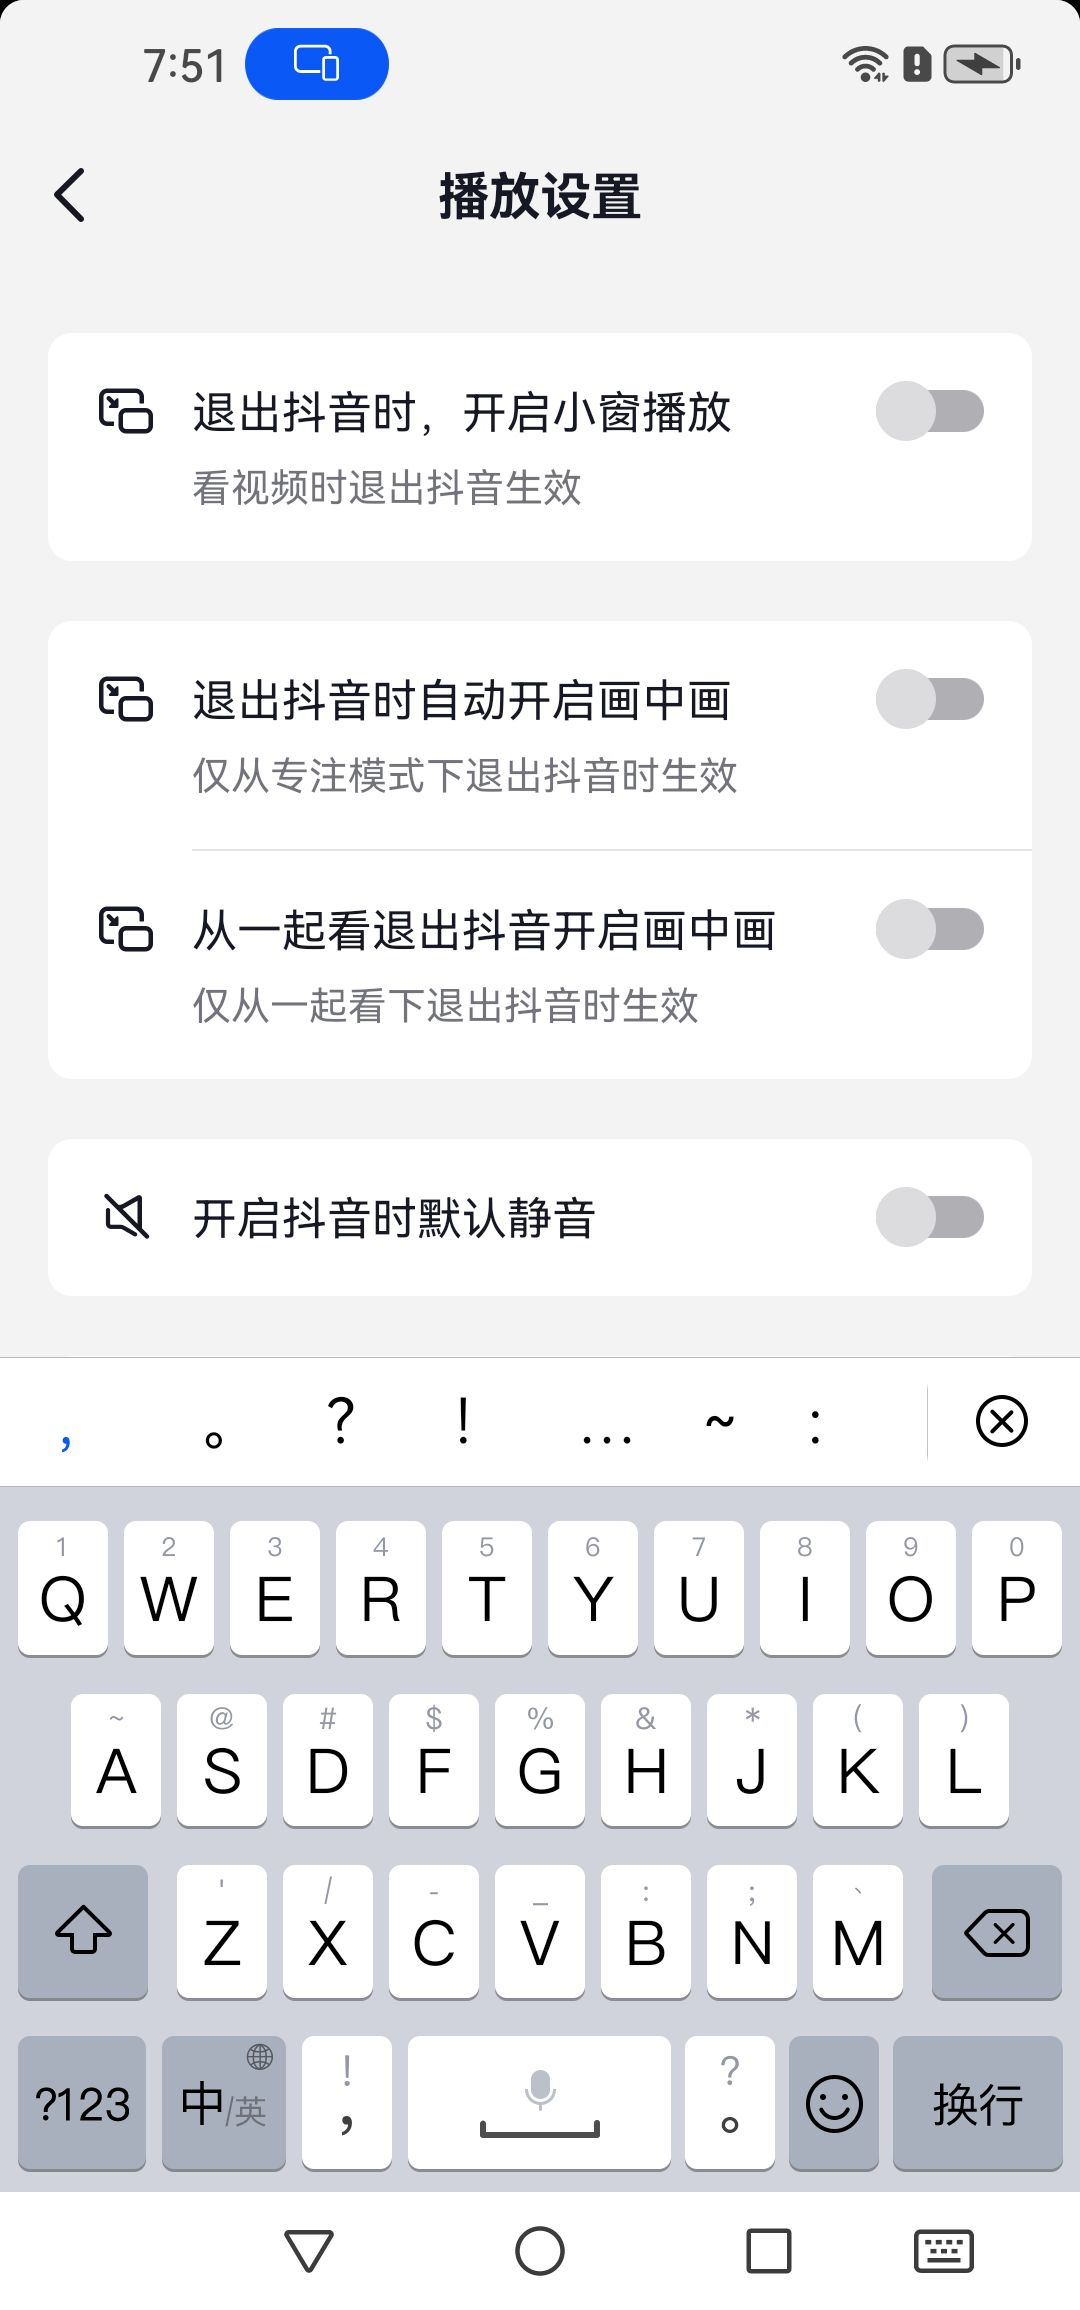 7:51
播放设置
退出抖音时，开启小窗播放
看视频时退出抖音生效
退出抖音时自动开启画中画
仅从专注模式下退出抖音时生效
从一起看退出抖音开启画中画
仅从一起看下退出抖音时生效
开启抖音时默认静音
， 。 ？ ！ … ~ ：
1 2 3 4 5 6 7 8 9 0
Q W E R T Y U I O P
~ @ # $ % & * ( )
A S D F G H J K L
' / - _ : ; 、
Z X C V B N M
! ?
?123 中/英 ， 。 换行